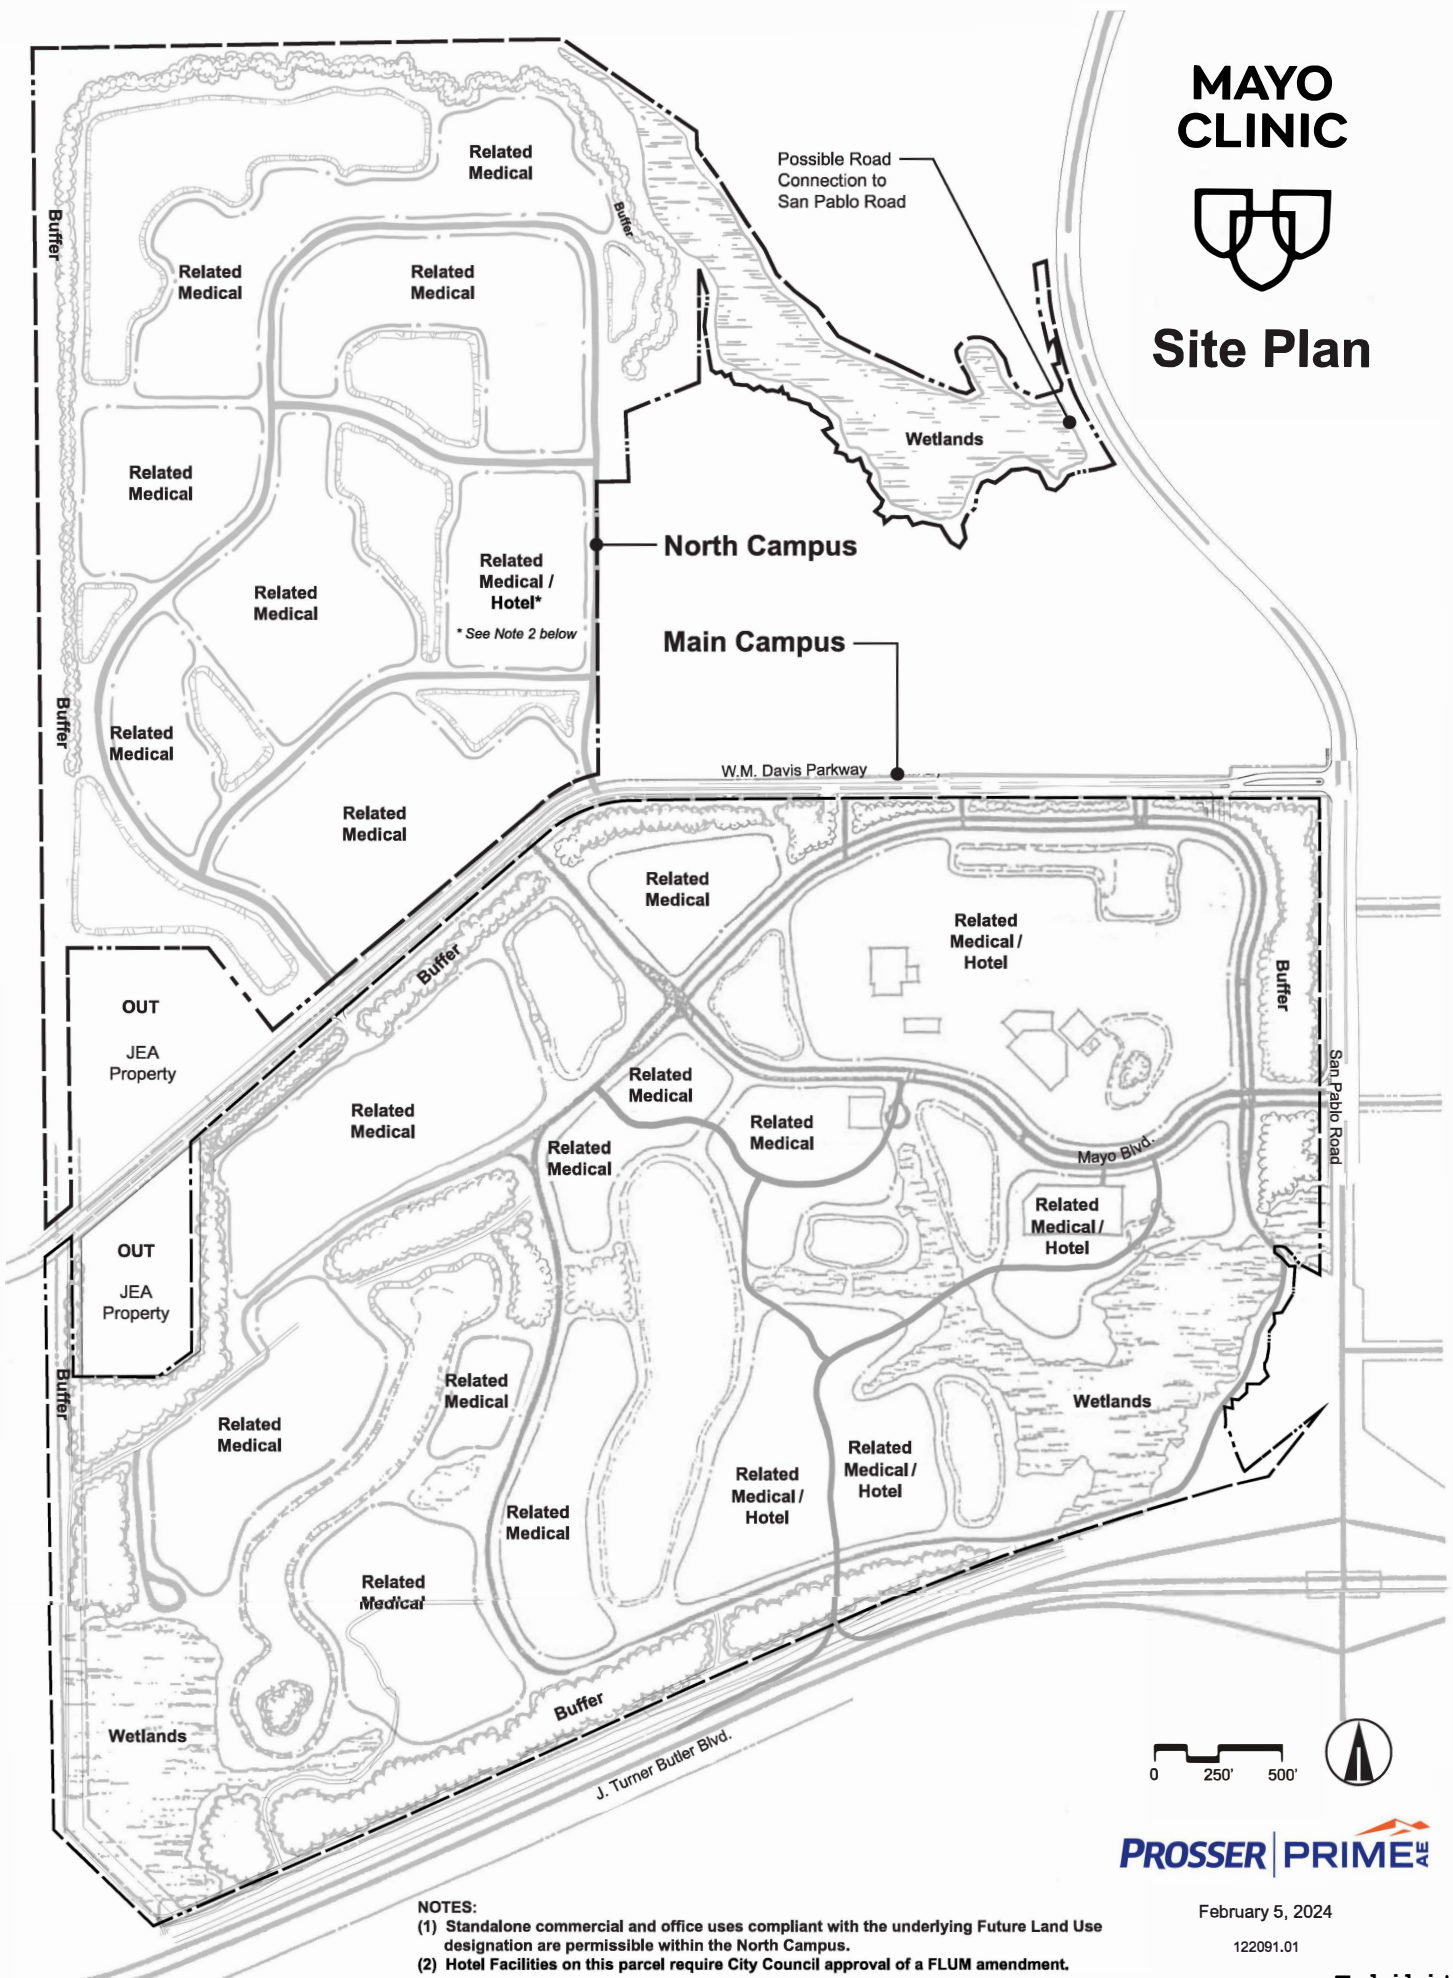 MAYO
CLINIC
Site Plan
Possible Road
Connection to
San Pablo Road
Related
Medical
Buffer
Buffer
Related
Medical
Related
Medical
Wetlands
Related
Medical
North Campus
Related
Medical /
Hotel*
* See Note 2 below
Related
Medical
Main Campus
Buffer
Related
Medical
W.M. Davis Parkway
Related
Medical
Related
Medical
Related
Medical /
Hotel
Buffer
Buffer
OUT
JEA
Property
Related
Medical
Related
Medical
Related
Medical
Related
Medical
Mayo Blvd.
San Pablo Road
Related
Medical /
Hotel
OUT
JEA
Property
Buffer
Related
Medical
Wetlands
Related
Medical
Related
Medical /
Hotel
Related
Medical /
Hotel
Related
Medical
Related
Medical
Wetlands
Buffer
J. Turner Butler Blvd.
0 250' 500'
PROSSER PRIME AE
February 5, 2024
122091.01
NOTES:
(1) Standalone commercial and office uses compliant with the underlying Future Land Use
designation are permissible within the North Campus.
(2) Hotel Facilities on this parcel require City Council approval of a FLUM amendment.